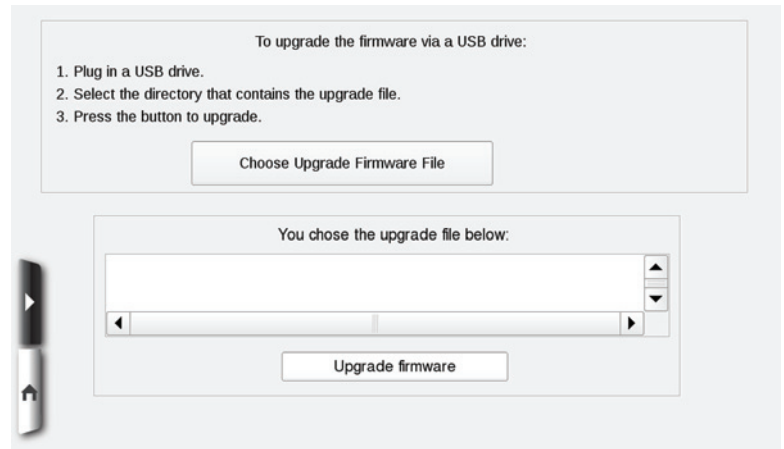 To upgrade the firmware via a USB drive:
1. Plug in a USB drive.
2. Select the directory that contains the upgrade file.
3. Press the button to upgrade.
Choose Upgrade Firmware File
You chose the upgrade file below:
Upgrade firmware